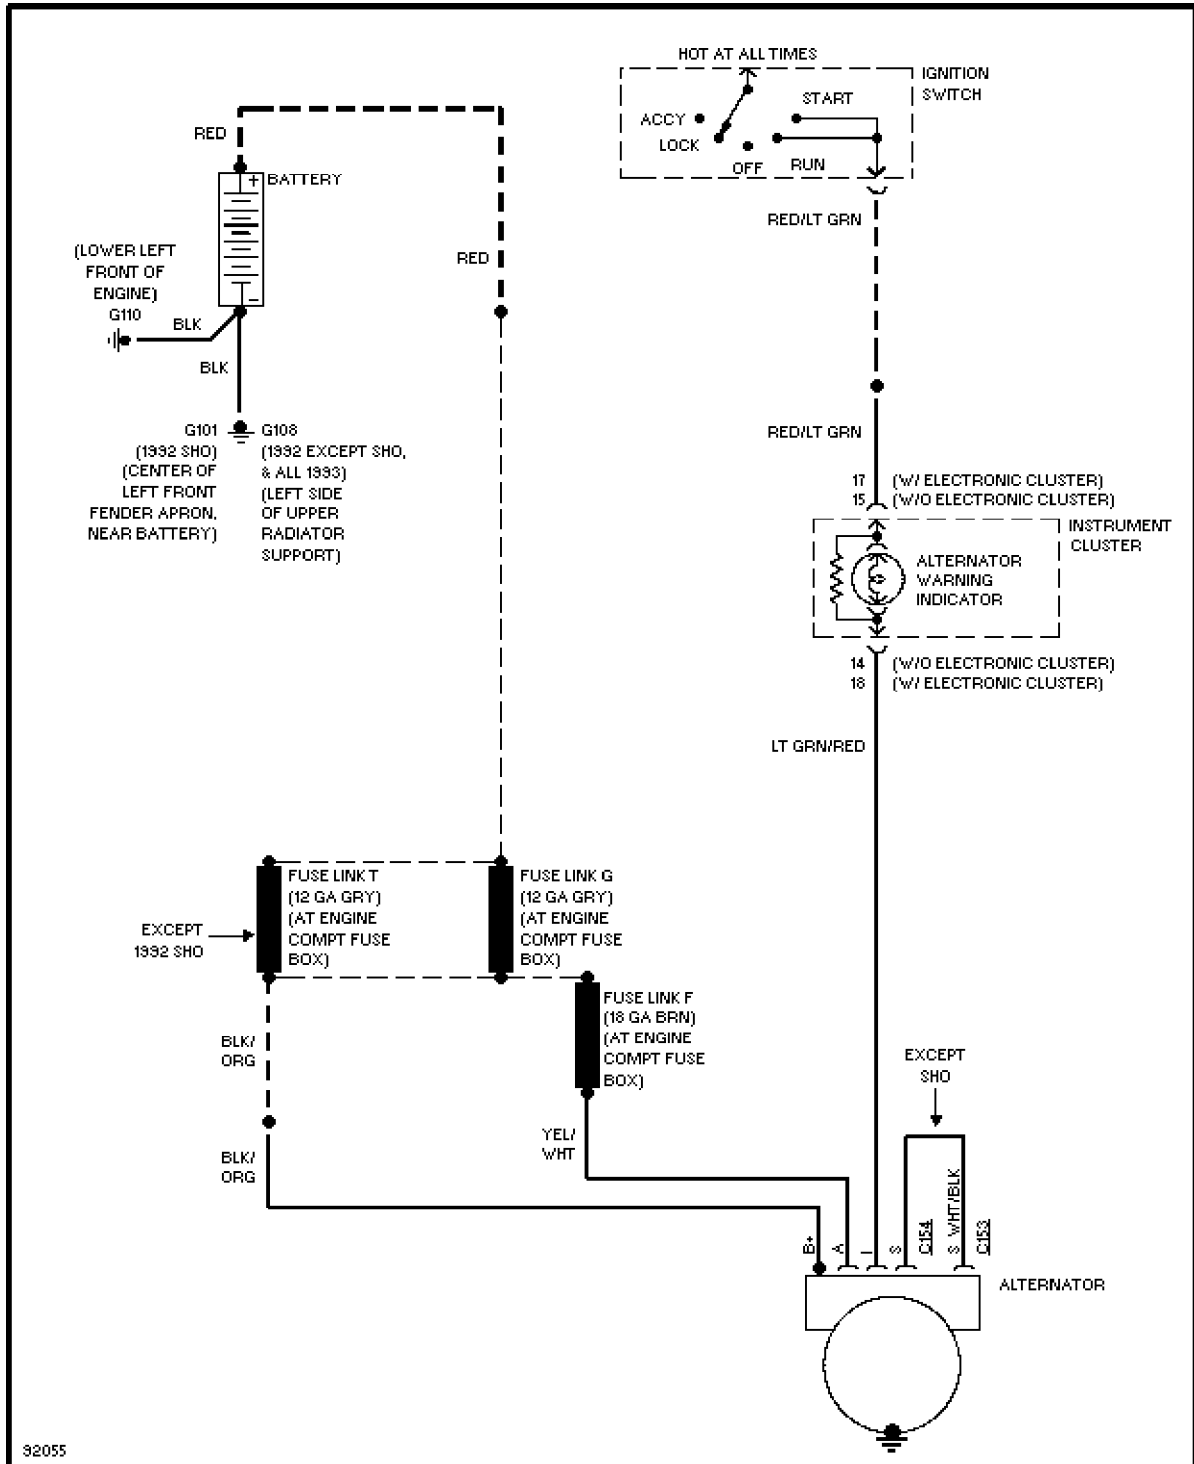 HOT AT ALL TIMES
IGNITION
SWITCH
START
ACCY
LOCK
OFF
RUN
RED
BATTERY
+
−
(LOWER LEFT
FRONT OF
ENGINE)
G110
BLK
BLK
RED
RED/LT GRN
G101
(1992 SHO)
(CENTER OF
LEFT FRONT
FENDER APRON,
NEAR BATTERY)
G108
(1992 EXCEPT SHO,
& ALL 1993)
(LEFT SIDE
OF UPPER
RADIATOR
SUPPORT)
RED/LT GRN
17 (W/ ELECTRONIC CLUSTER)
15 (W/O ELECTRONIC CLUSTER)
INSTRUMENT
CLUSTER
ALTERNATOR
WARNING
INDICATOR
14 (W/O ELECTRONIC CLUSTER)
18 (W/ ELECTRONIC CLUSTER)
LT GRN/RED
EXCEPT
1992 SHO
FUSE LINK T
(12 GA GRY)
(AT ENGINE
COMPT FUSE
BOX)
FUSE LINK G
(12 GA GRY)
(AT ENGINE
COMPT FUSE
BOX)
FUSE LINK F
(18 GA BRN)
(AT ENGINE
COMPT FUSE
BOX)
BLK/
ORG
BLK/
ORG
YEL/
WHT
EXCEPT
SHO
B+
A
I
S
C154
S WHT/BLK
C153
ALTERNATOR
92055